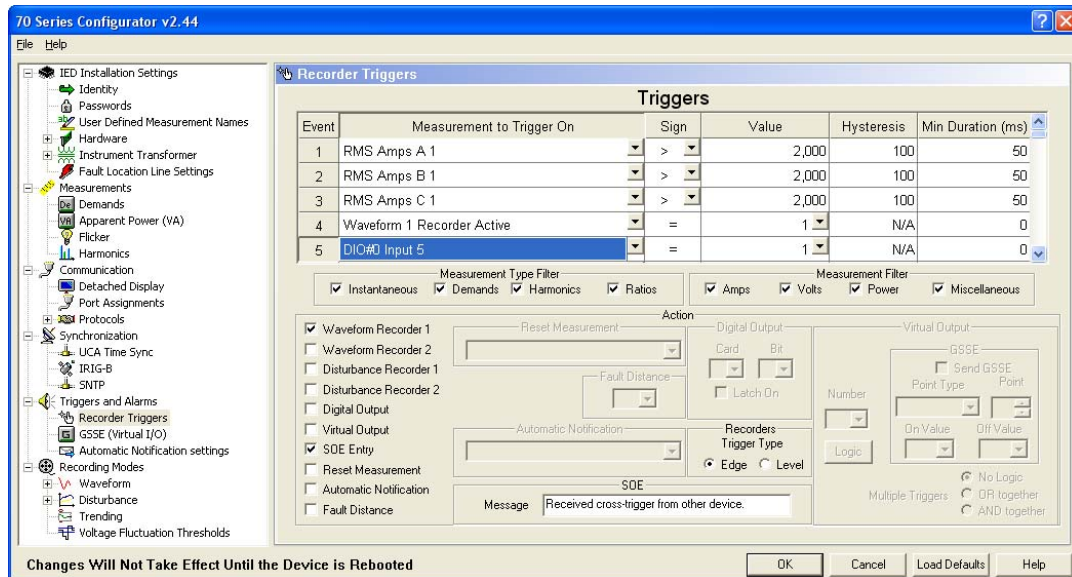 70 Series Configurator v2.44
File Help
IED Installation Settings
Identity
Passwords
User Defined Measurement Names
Hardware
Instrument Transformer
Fault Location Line Settings
Measurements
Demands
Apparent Power (VA)
Flicker
Harmonics
Communication
Detached Display
Port Assignments
Protocols
Synchronization
UCA Time Sync
IRIG-B
SNTP
Triggers and Alarms
Recorder Triggers
GSSE (Virtual I/O)
Automatic Notification settings
Recording Modes
Waveform
Disturbance
Trending
Voltage Fluctuation Thresholds
Recorder Triggers
Triggers
Event Measurement to Trigger On Sign Value Hysteresis Min Duration (ms)
1 RMS Amps A 1 > 2,000 100 50
2 RMS Amps B 1 > 2,000 100 50
3 RMS Amps C 1 > 2,000 100 50
4 Waveform 1 Recorder Active = 1 N/A 0
5 DIO#0 Input 5 = 1 N/A 0
Measurement Type Filter
Instantaneous Demands Harmonics Ratios
Measurement Filter
Amps Volts Power Miscellaneous
Action
Waveform Recorder 1
Waveform Recorder 2
Disturbance Recorder 1
Disturbance Recorder 2
Digital Output
Virtual Output
SOE Entry
Reset Measurement
Automatic Notification
Fault Distance
Reset Measurement
Fault Distance
Automatic Notification
Digital Output
Card Bit
Latch On
Recorders
Trigger Type
Edge Level
SOE
Message Received cross-trigger from other device.
Virtual Output
GSSE
Send GSSE
Point Type Point
Number
On Value Off Value
Logic
Multiple Triggers
No Logic
OR together
AND together
Changes Will Not Take Effect Until the Device is Rebooted
OK Cancel Load Defaults Help